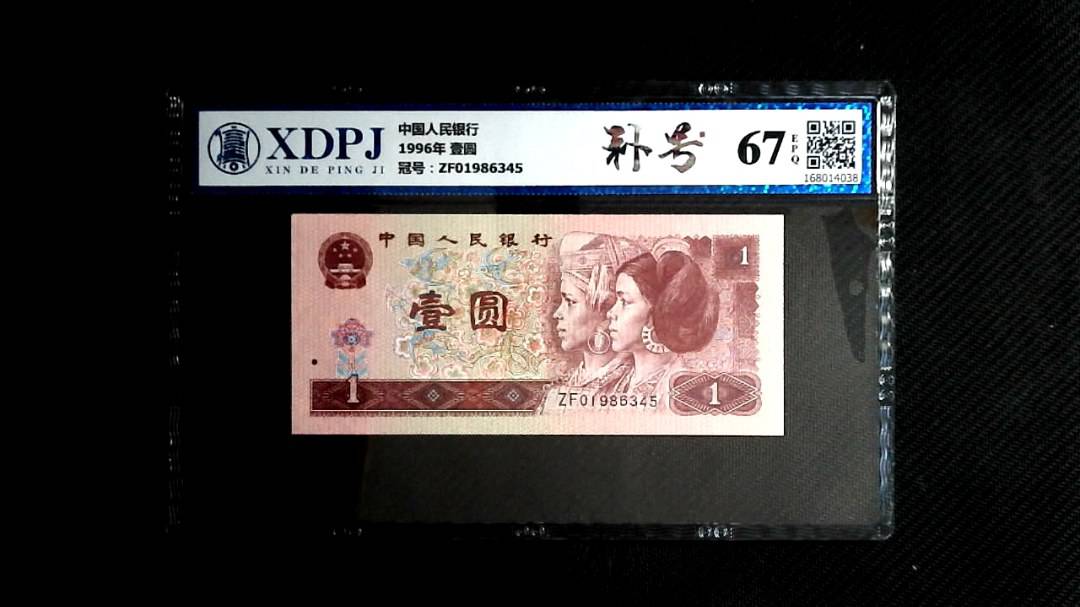 XDPJ
XIN DE PING JI
中国人民银行
1996年 壹圆
冠号：ZF01986345
补号
67
EPQ
168014038
中国人民银行
1
壹圆
1
ZF01986345
1